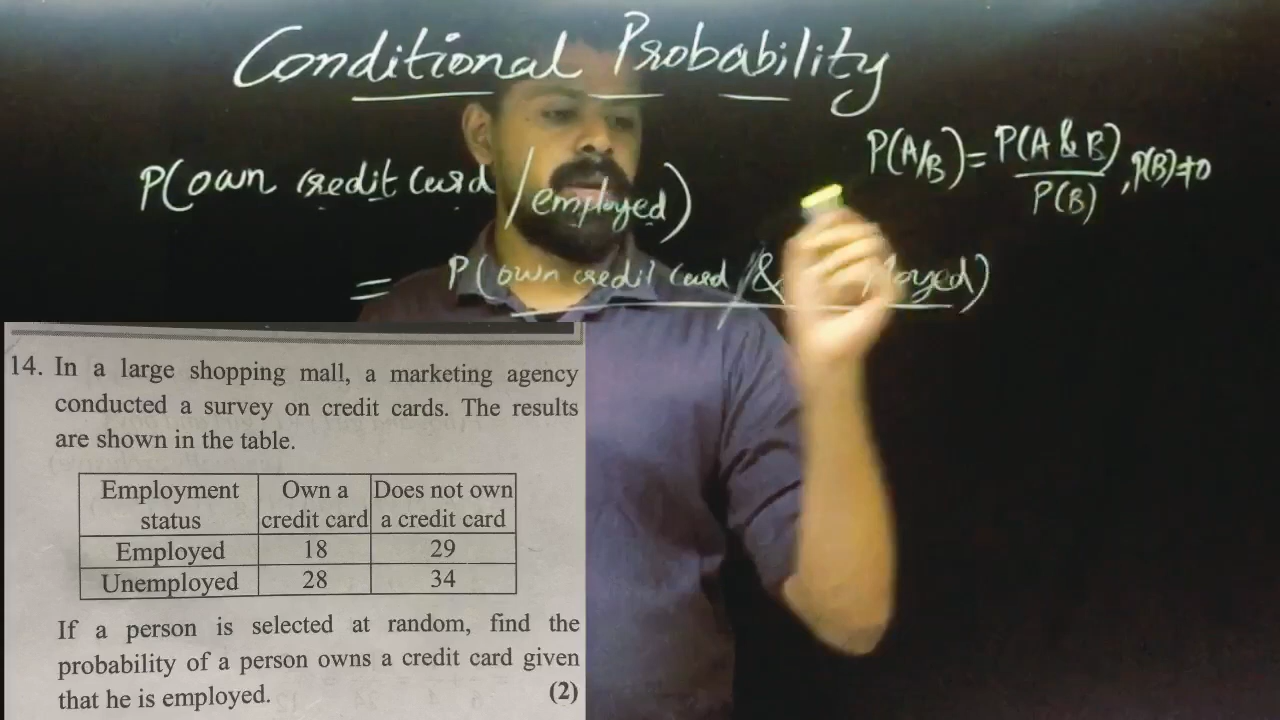 Conditional Probability
P(own credit card / employed)
P(A/B) = P(A & B) / P(B) , P(B)≠0
= P(own credit card &
14. In a large shopping mall, a marketing agency
conducted a survey on credit cards. The results
are shown in the table.
Employment status | Own a credit card | Does not own a credit card
Employed 18 29
Unemployed 28 34
If a person is selected at random, find the
probability of a person owns a credit card given
that he is employed. (2)